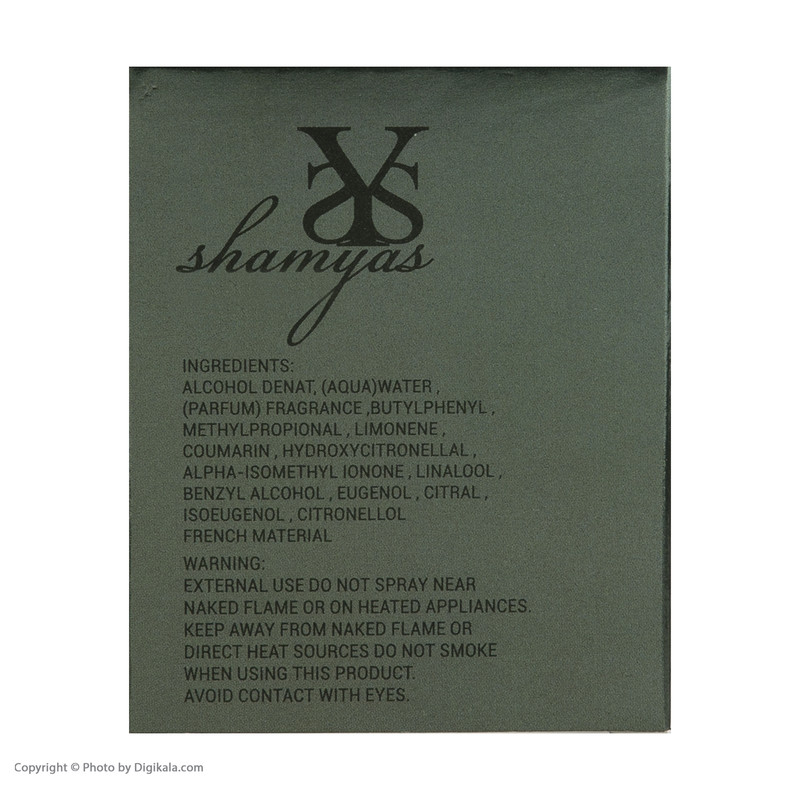 shamyas
INGREDIENTS:
ALCOHOL DENAT, (AQUA)WATER ,
(PARFUM) FRAGRANCE ,BUTYLPHENYL ,
METHYLPROPIONAL , LIMONENE ,
COUMARIN , HYDROXYCITRONELLAL ,
ALPHA-ISOMETHYL IONONE , LINALOOL ,
BENZYL ALCOHOL , EUGENOL , CITRAL ,
ISOEUGENOL , CITRONELLOL
FRENCH MATERIAL
WARNING:
EXTERNAL USE DO NOT SPRAY NEAR
NAKED FLAME OR ON HEATED APPLIANCES.
KEEP AWAY FROM NAKED FLAME OR
DIRECT HEAT SOURCES DO NOT SMOKE
WHEN USING THIS PRODUCT.
AVOID CONTACT WITH EYES.
Copyright © Photo by Digikala.com